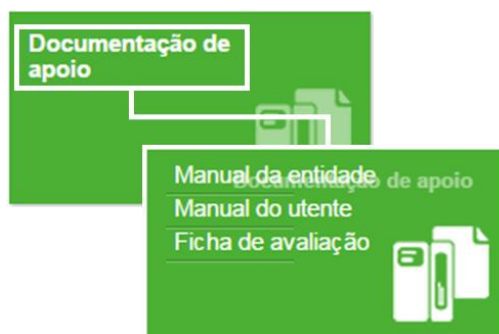 Documentação de
apoio
Manual da entidade
Documentação de apoio
Manual do utente
Ficha de avaliação